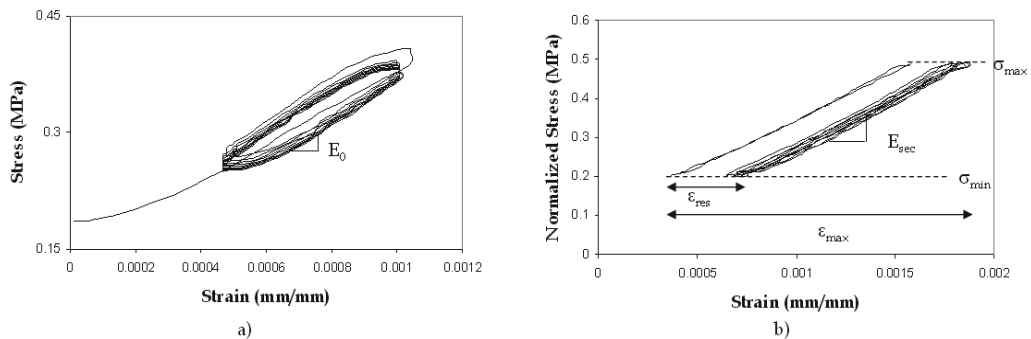 0.45
0.3
0.15
Stress (MPa)
E0
0
0.0002
0.0004
0.0006
0.0008
0.001
0.0012
Strain (mm/mm)
a)
0.6
0.5
0.4
0.3
0.2
0.1
0
Normalized Stress (MPa)
σmax
Esec
σmin
εres
εmax
0
0.0005
0.001
0.0015
0.002
Strain (mm/mm)
b)